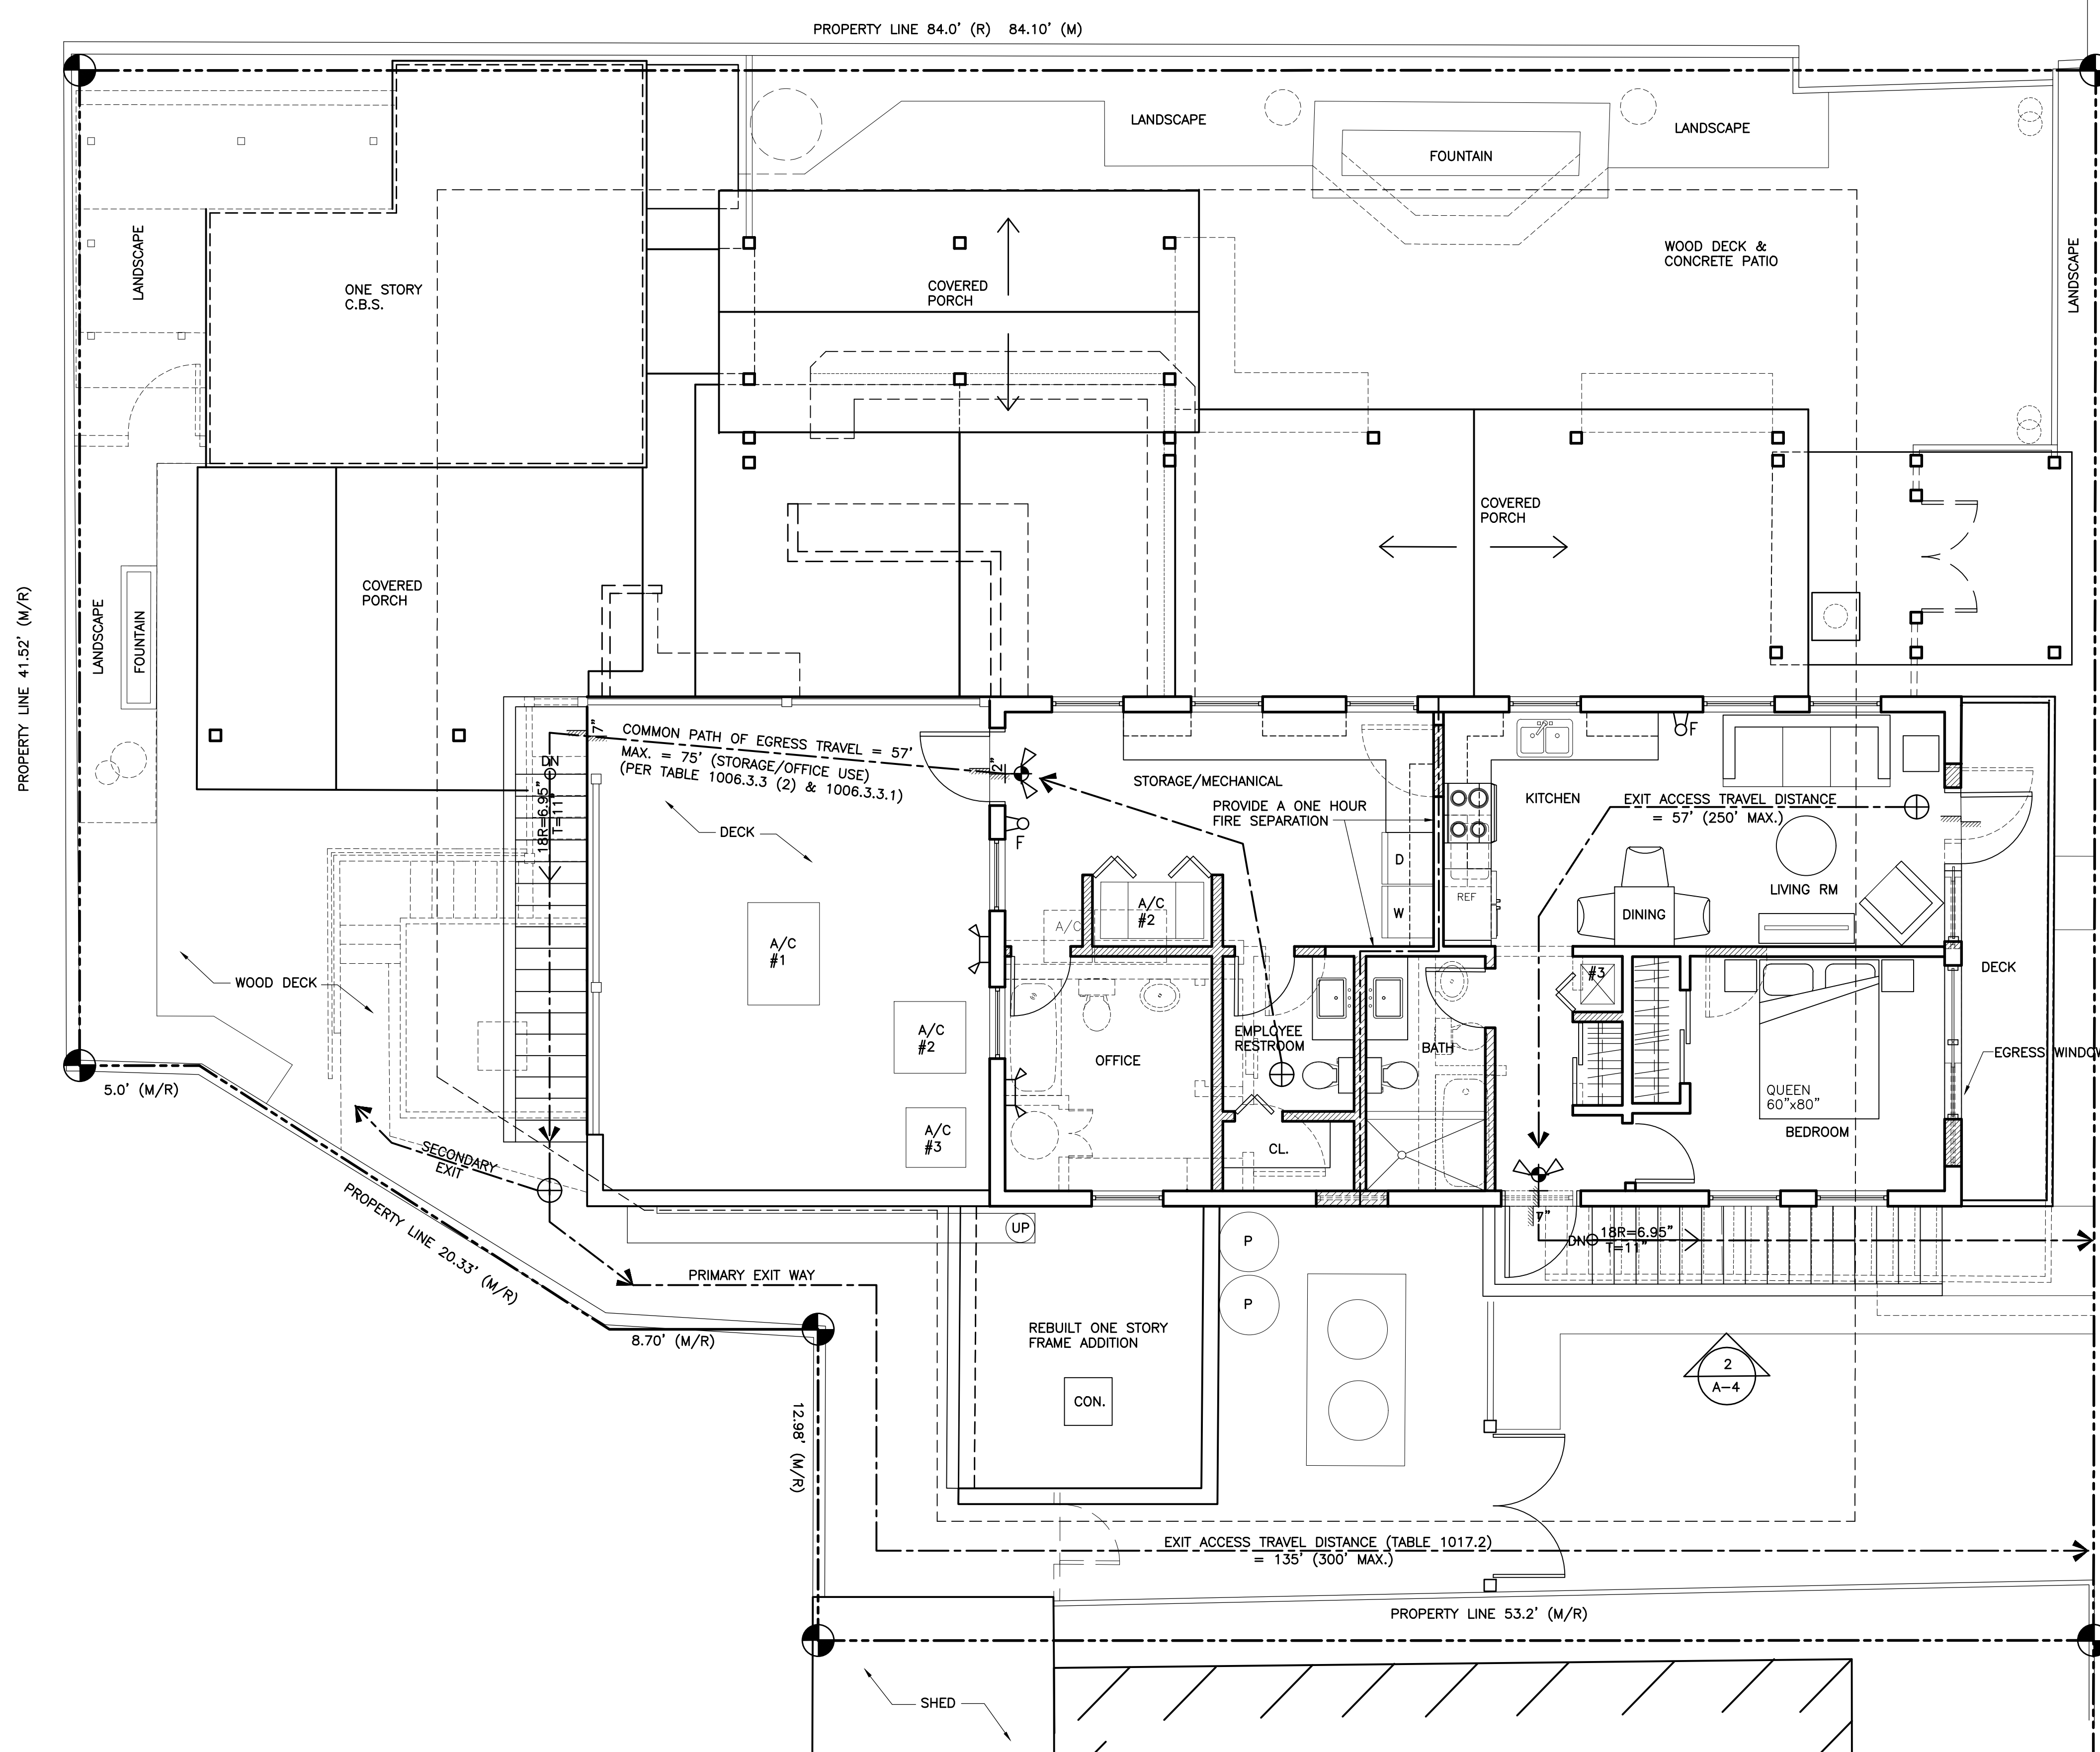 PROPERTY LINE 84.0' (R)  84.10' (M)
LANDSCAPE
FOUNTAIN
LANDSCAPE
LANDSCAPE
LANDSCAPE
ONE STORY
C.B.S.
COVERED
PORCH
WOOD DECK &
CONCRETE PATIO
COVERED
PORCH
PROPERTY LINE 41.52' (M/R)
LANDSCAPE
FOUNTAIN
COVERED
PORCH
7"
COMMON PATH OF EGRESS TRAVEL = 57'
MAX. = 75' (STORAGE/OFFICE USE)
(PER TABLE 1006.3.3 (2) & 1006.3.3.1)
DN
18R=6.95"
T=11"
2"
F
STORAGE/MECHANICAL
PROVIDE A ONE HOUR
FIRE SEPARATION
KITCHEN
F
EXIT ACCESS TRAVEL DISTANCE
= 57' (250' MAX.)
DECK
D
W
REF
DINING
LIVING RM
A/C
#1
A/C
A/C
#2
DECK
#3
WOOD DECK
A/C
#2
A/C
#3
OFFICE
EMPLOYEE
RESTROOM
BATH
EGRESS WINDOW
QUEEN
60"x80"
BEDROOM
CL.
5.0' (M/R)
SECONDARY
EXIT
PROPERTY LINE 20.33' (M/R)
UP
P
P
7"
DN
18R=6.95"
T=11"
PRIMARY EXIT WAY
8.70' (M/R)
REBUILT ONE STORY
FRAME ADDITION
CON.
2
A-4
12.98' (M/R)
EXIT ACCESS TRAVEL DISTANCE (TABLE 1017.2)
= 135' (300' MAX.)
PROPERTY LINE 53.2' (M/R)
SHED